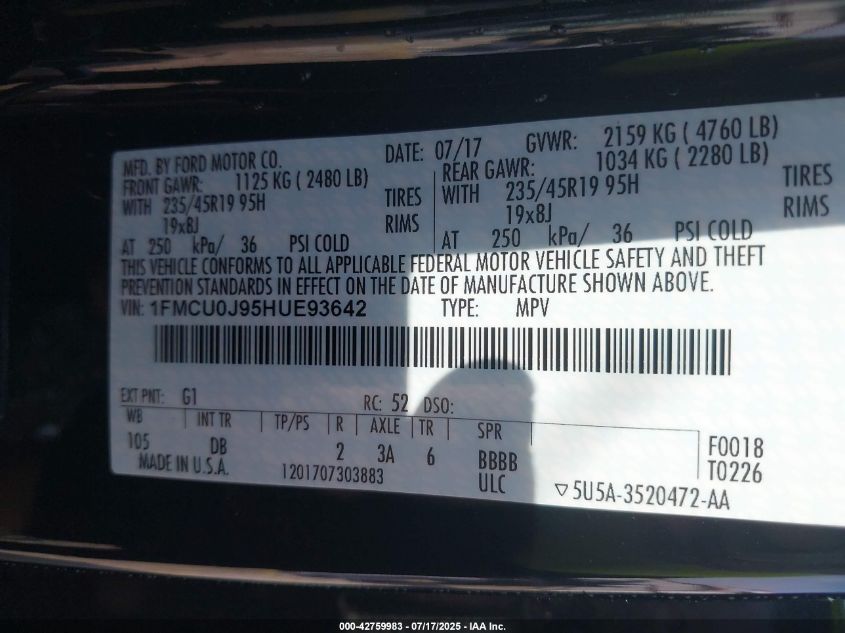 MFD. BY FORD MOTOR CO. DATE: 07/17 GVWR: 2159 KG ( 4760 LB)
FRONT GAWR: 1125 KG ( 2480 LB) REAR GAWR: 1034 KG ( 2280 LB)
WITH 235/45R19 95H TIRES WITH 235/45R19 95H TIRES
19x8J RIMS 19x8J RIMS
AT 250 kPa/ 36 PSI COLD AT 250 kPa/ 36 PSI COLD
THIS VEHICLE CONFORMS TO ALL APPLICABLE FEDERAL MOTOR VEHICLE SAFETY AND THEFT
PREVENTION STANDARDS IN EFFECT ON THE DATE OF MANUFACTURE SHOWN ABOVE.
VIN: 1FMCU0J95HUE93642 TYPE: MPV
EXT PNT: G1 RC: 52 DSO:
WB INT TR TP/PS R AXLE TR SPR F0018
105 DB 2 3A 6 BBBB T0226
MADE IN U.S.A. 1201707303883 ULC ▽ 5U5A-3520472-AA
000-42759983 - 07/17/2025 - IAA Inc.